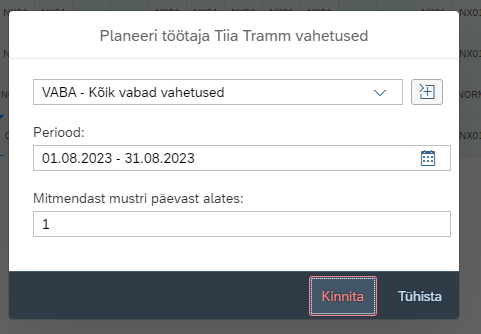 Planeeri töötaja Tiia Tramm vahetused
VABA - Kõik vabad vahetused
Periood:
01.08.2023 - 31.08.2023
Mitmendast mustri päevast alates:
1
Kinnita
Tühista